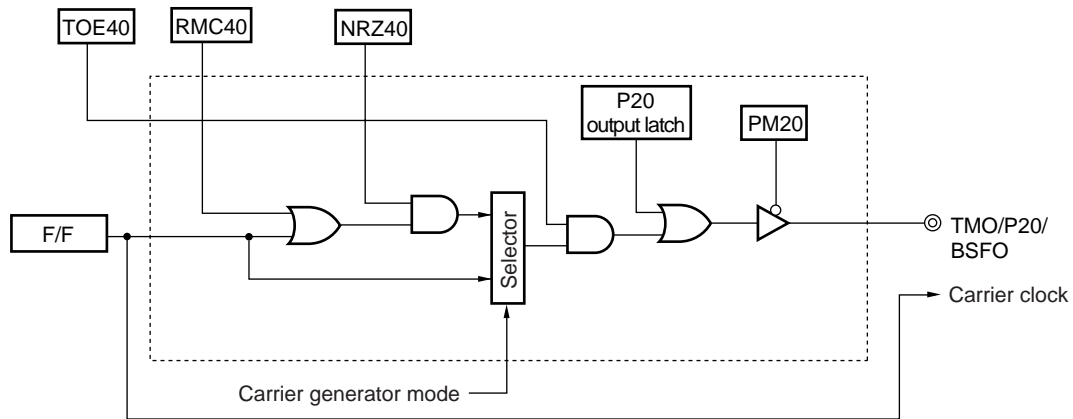 TOE40
RMC40
NRZ40
P20
output latch
PM20
F/F
Selector
TMO/P20/
BSFO
Carrier clock
Carrier generator mode